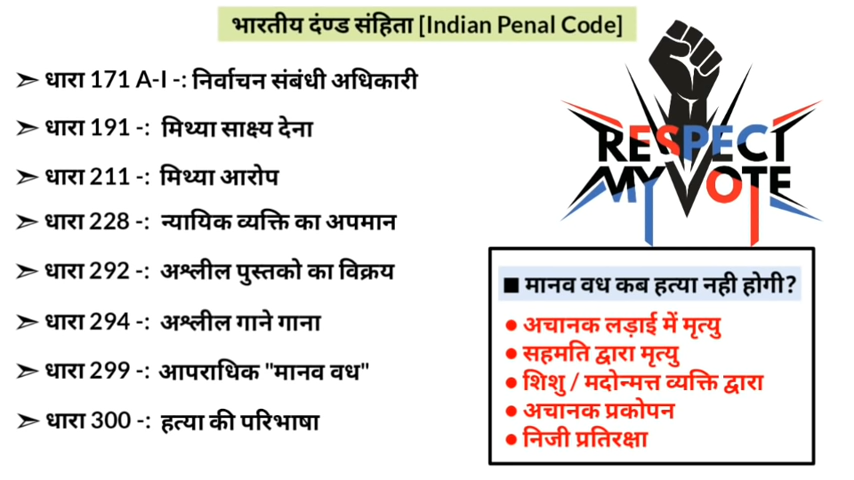 भारतीय दंण्ड संहिता [Indian Penal Code]
➣ धारा 171 A-I -: निर्वाचन संबंधी अधिकारी
➣ धारा 191 -: मिथ्या साक्ष्य देना
➣ धारा 211 -: मिथ्या आरोप
➣ धारा 228 -: न्यायिक व्यक्ति का अपमान
➣ धारा 292 -: अश्लील पुस्तको का विक्रय
➣ धारा 294 -: अश्लील गाने गाना
➣ धारा 299 -: आपराधिक "मानव वध"
➣ धारा 300 -: हत्या की परिभाषा
RESPECT
MY VOTE
■ मानव वध कब हत्या नही होगी?
● अचानक लड़ाई में मृत्यु
● सहमति द्वारा मृत्यु
● शिशु / मदोन्मत्त व्यक्ति द्वारा
● अचानक प्रकोपन
● निजी प्रतिरक्षा